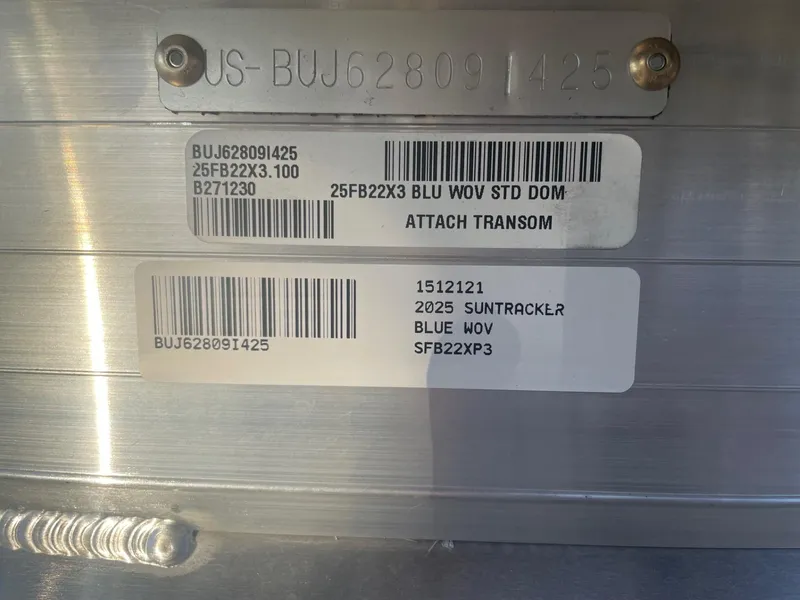 US-BUJ62809I425
BUJ62809I425
25FB22X3.100
B271230
25FB22X3 BLU WOV STD DOM
ATTACH TRANSOM
BUJ62809I425
1512121
2025 SUNTRACKER
BLUE WOV
SFB22XP3